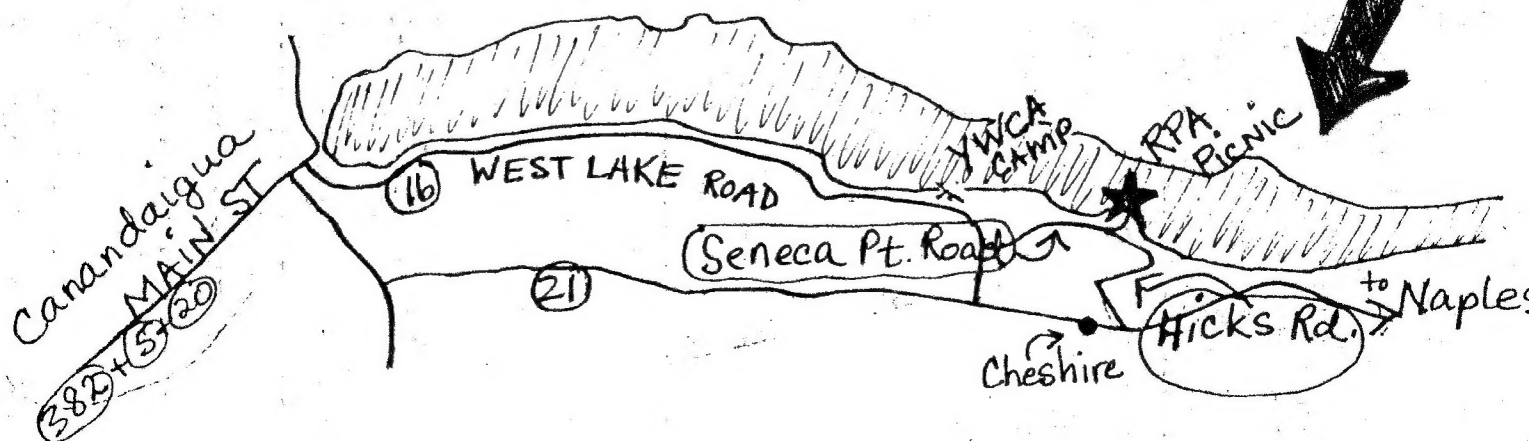 Canandaigua
MAIN ST
382 + 5 + 20
16
WEST LAKE ROAD
21
Seneca Pt. Road
YWCA
CAMP
RPA
PICNIC
Cheshire
Hicks Rd.
to
Naples